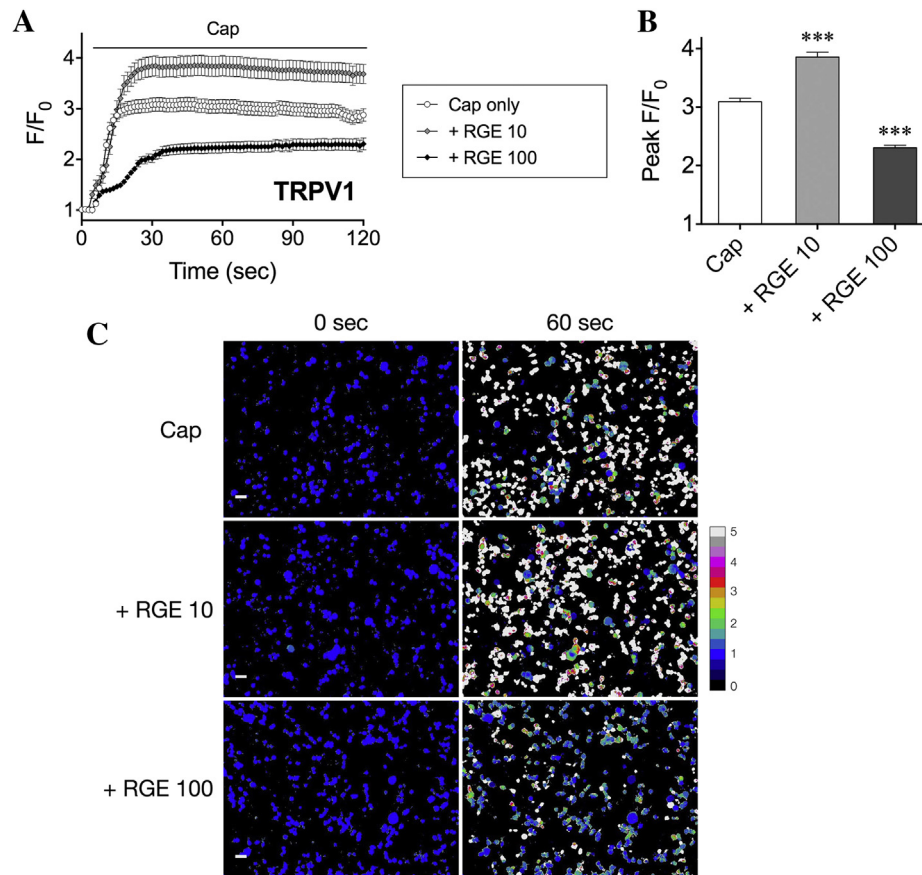 A
Cap
4
3
2
1
F/F0
0 30 60 90 120
Time (sec)
TRPV1
Cap only
+ RGE 10
+ RGE 100
B
***
***
4
3
2
1
Peak F/F0
Cap
+ RGE 10
+ RGE 100
C
0 sec 60 sec
Cap
+ RGE 10
+ RGE 100
5
4
3
2
1
0